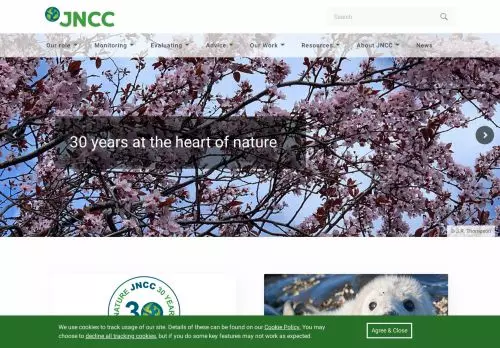 JNCC
Search
Our role Monitoring Evaluating Advice Our Work Resources About JNCC News
30 years at the heart of nature
© J.R. Thompson
NATURE JNCC 30 YEARS
30
We use cookies to track usage of our site. Details of these can be found on our Cookie Policy. You may
choose to decline all tracking cookies, but if you do some key features may not work as expected.
Agree & Close